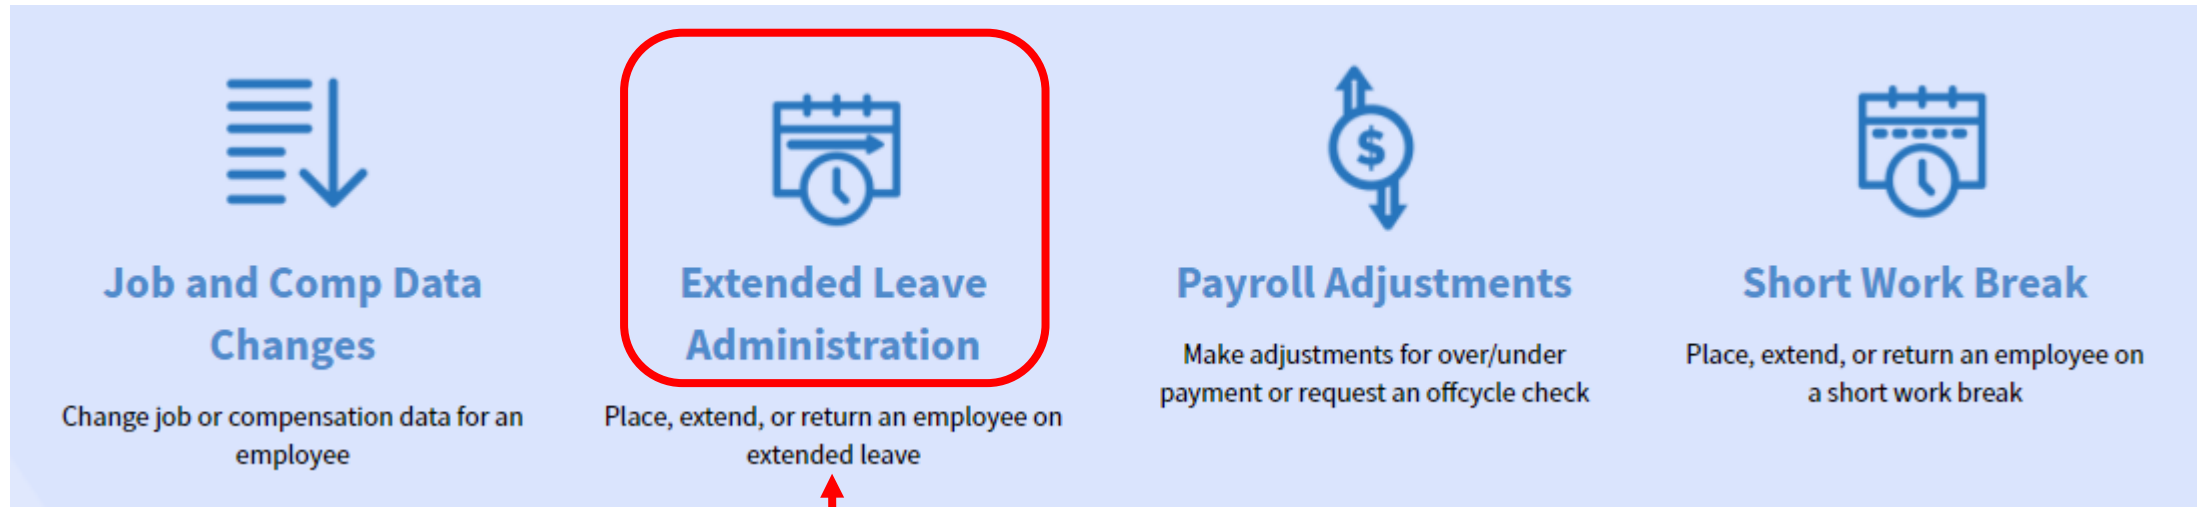 Job and Comp Data
Changes
Change job or compensation data for an
employee
Extended Leave
Administration
Place, extend, or return an employee on
extended leave
$
Payroll Adjustments
Make adjustments for over/under
payment or request an offcycle check
Short Work Break
Place, extend, or return an employee on
a short work break